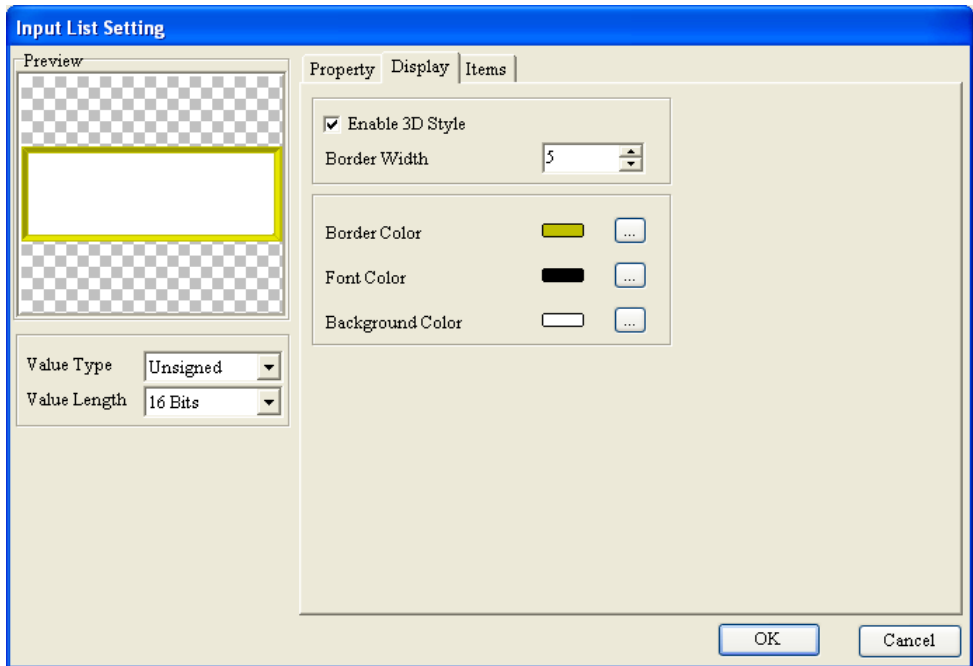 Input List Setting
Preview
Property Display Items
Enable 3D Style
Border Width 5
Border Color ...
Font Color ...
Background Color ...
Value Type Unsigned
Value Length 16 Bits
OK Cancel